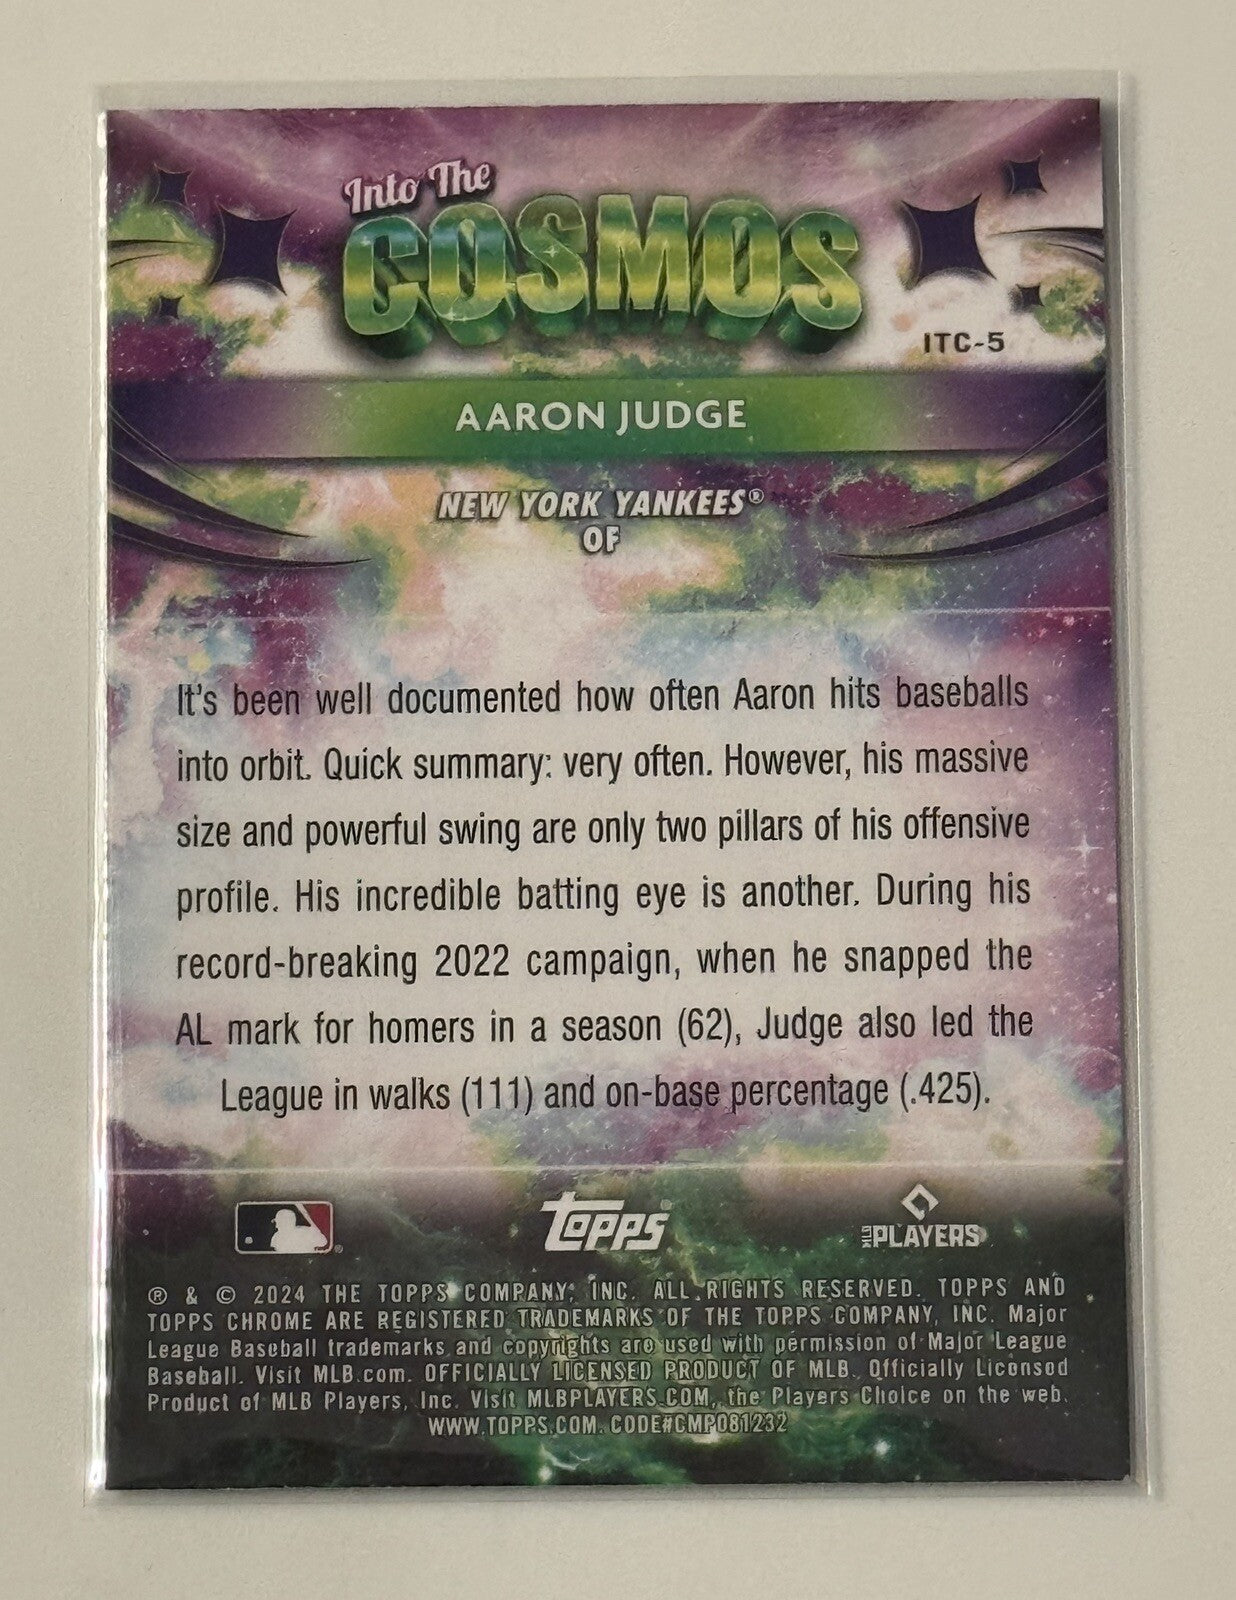 Into The
COSMOS
ITC-5
AARON JUDGE
NEW YORK YANKEES®
OF
It's been well documented how often Aaron hits baseballs
into orbit. Quick summary: very often. However, his massive
size and powerful swing are only two pillars of his offensive
profile. His incredible batting eye is another. During his
record-breaking 2022 campaign, when he snapped the
AL mark for homers in a season (62), Judge also led the
League in walks (111) and on-base percentage (.425).
Topps®
MLB PLAYERS
® & © 2024 THE TOPPS COMPANY, INC. ALL RIGHTS RESERVED. TOPPS AND
TOPPS CHROME ARE REGISTERED TRADEMARKS OF THE TOPPS COMPANY, INC. Major
League Baseball trademarks and copyrights are used with permission of Major League
Baseball. Visit MLB.com. OFFICIALLY LICENSED PRODUCT OF MLB. Officially Licensed
Product of MLB Players, Inc. Visit MLBPLAYERS.COM, the Players Choice on the web.
WWW.TOPPS.COM. CODE#CMP081232